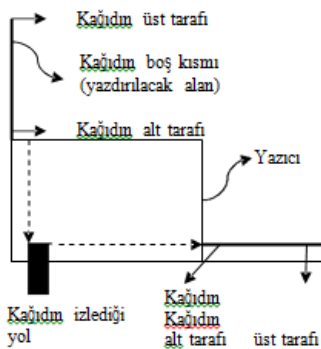 Kağıdın üst tarafı
Kağıdın boş kısmı
(yazdırılacak alan)
Kağıdın alt tarafı
Yazıcı
Kağıdın izlediği
yol
Kağıdın
Kağıdın
alt tarafı üst tarafı